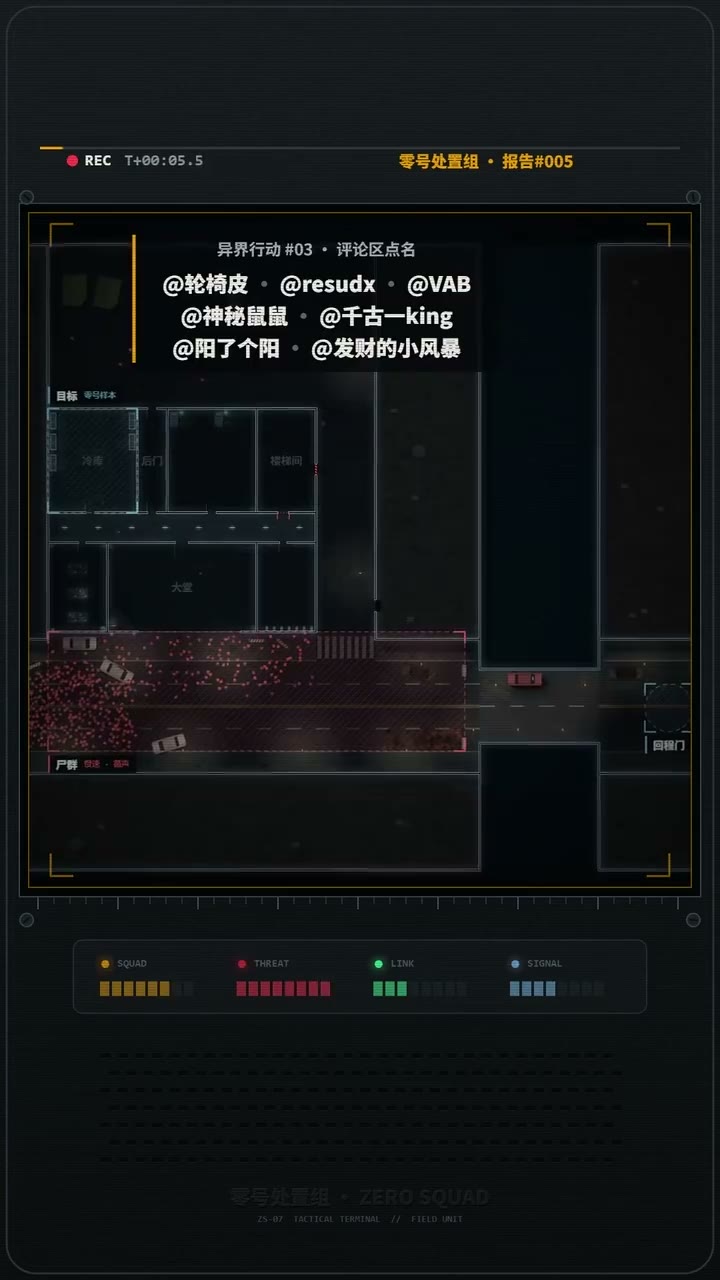 REC T+00:05.5
零号处置组 · 报告#005
异界行动 #03 · 评论区点名
@轮椅皮 · @resudx · @VAB
@神秘鼠鼠 · @千古一king
@阳了个阳 · @发财的小风暴
目标 零号样本
冷库 后门 楼梯间
大堂
回程门
尸群 极速 · 循声
SQUAD THREAT LINK SIGNAL
零号处置组 · ZERO SQUAD
ZS-07 TACTICAL TERMINAL // FIELD UNIT